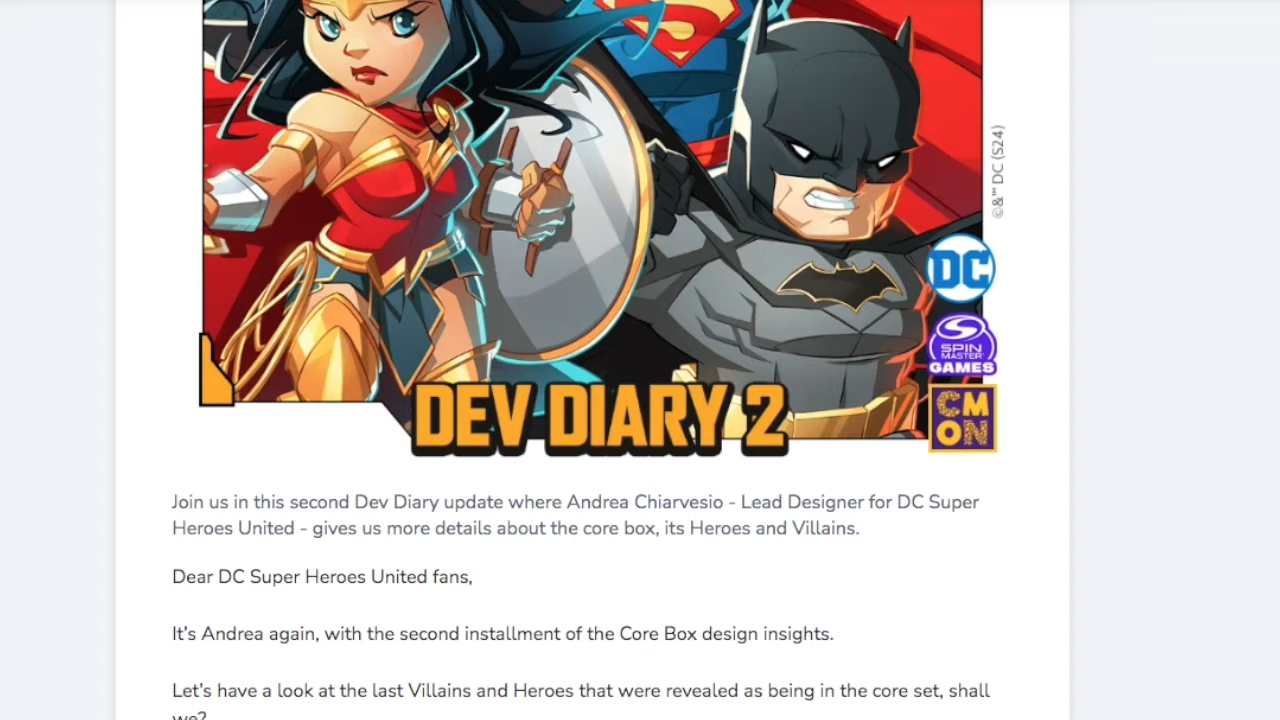 ©&™ DC (S24)
DC
SPIN
MASTER
GAMES
CMON
DEV DIARY 2
Join us in this second Dev Diary update where Andrea Chiarvesio - Lead Designer for DC Super
Heroes United - gives us more details about the core box, its Heroes and Villains.
Dear DC Super Heroes United fans,
It’s Andrea again, with the second installment of the Core Box design insights.
Let’s have a look at the last Villains and Heroes that were revealed as being in the core set, shall
we?